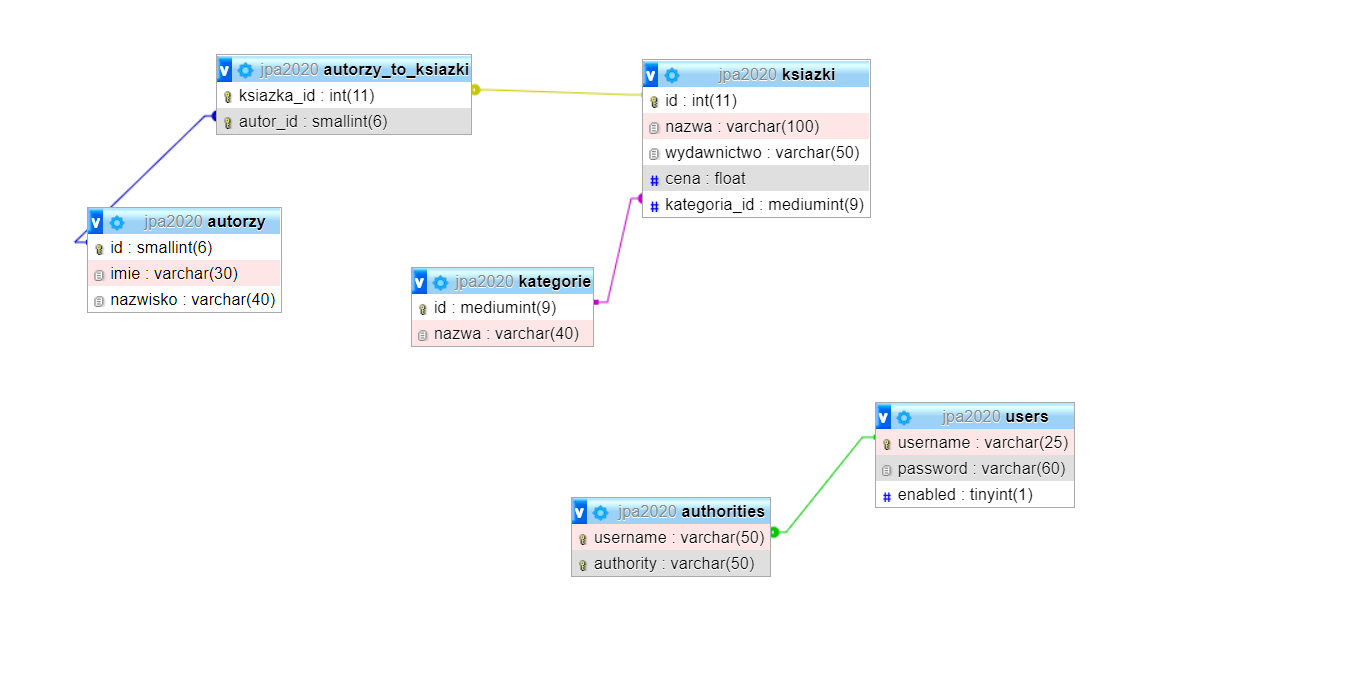 jpa2020 autorzy_to_ksiazki
ksiazka_id : int(11)
autor_id : smallint(6)
jpa2020 ksiazki
id : int(11)
nazwa : varchar(100)
wydawnictwo : varchar(50)
cena : float
kategoria_id : mediumint(9)
jpa2020 autorzy
id : smallint(6)
imie : varchar(30)
nazwisko : varchar(40)
jpa2020 kategorie
id : mediumint(9)
nazwa : varchar(40)
jpa2020 users
username : varchar(25)
password : varchar(60)
enabled : tinyint(1)
jpa2020 authorities
username : varchar(50)
authority : varchar(50)